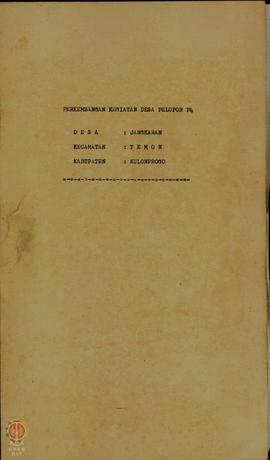 PERKEMBANGAN KEGIATAN DESA PELOPOR P4
D E S A : JANGKARAN
KECAMATAN : T E M O N
KABUPATEN : KULONPROGO